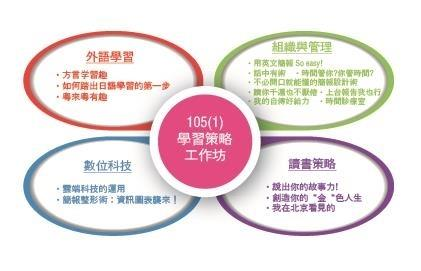 外語學習
・方言學習趣
・如何踏出日語學習的第一步
・粵來粵有趣
組織與管理
・用英文簡報 So easy!
・話中有術 ・時間管你?你管時間?
・不必開口就能懂的簡報設計術
・讀你千遍也不厭倦・上台報告我也行
・我的自傳好給力 ・時間診療室
105(1)
學習策略
工作坊
數位科技
・雲端科技的運用
・簡報整形術：資訊圖表襲來！
讀書策略
・說出你的故事力!
・創造你的“金“色人生
・我在北京看見的